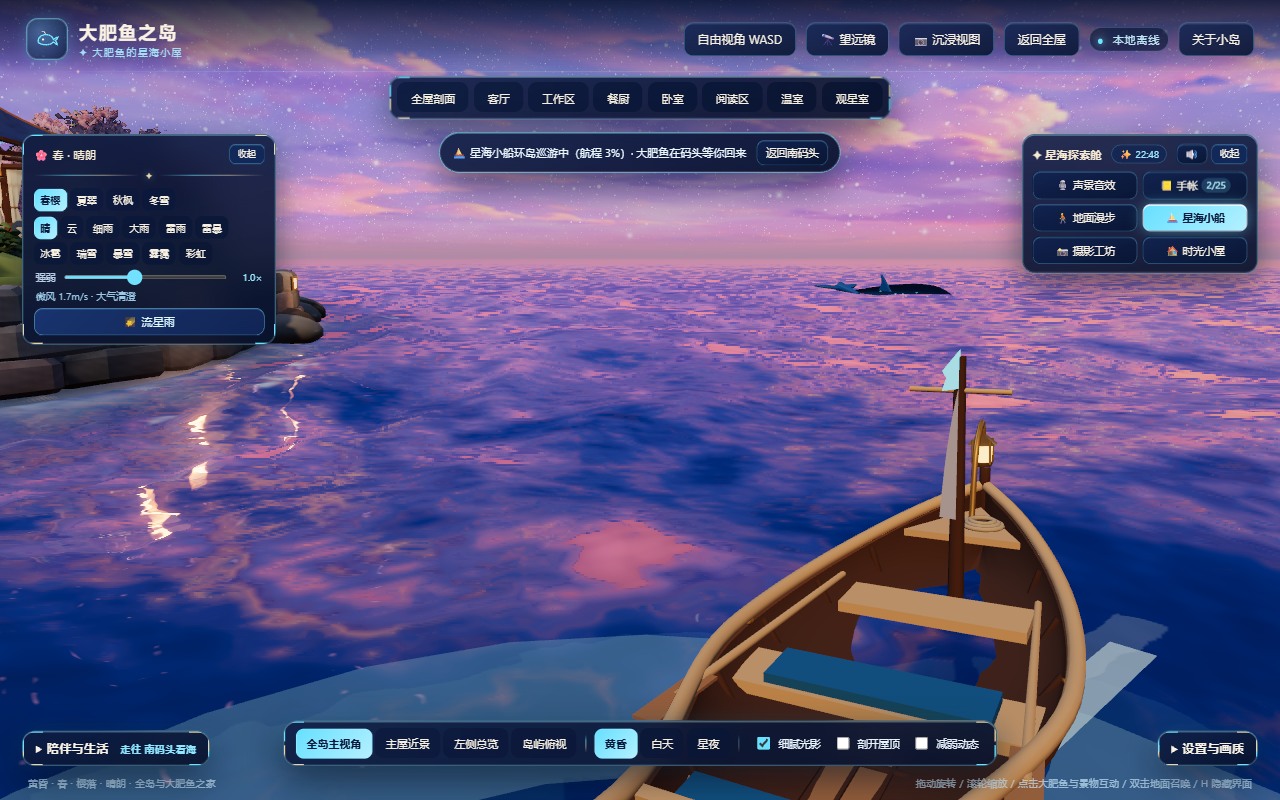 大肥鱼之岛
大肥鱼的星海小屋
自由视角 WASD
望远镜
沉浸视图
返回全屋
本地离线
关于小岛
全屋剖面 客厅 工作区 餐厨 卧室 阅读区 温室 观星室
星海小船环岛巡游中（航程 3%）· 大肥鱼在码头等你回来 返回南码头
春 · 晴朗 收起
春樱 夏翠 秋枫 冬雪
晴 云 细雨 大雨 雷雨 雷暴
冰雹 瑞雪 暴雪 雾霭 彩虹
强弱 1.0×
微风 1.7m/s · 大气清澄
流星雨
星海探索舱 22:48 收起
声景音效 手帐 2/25
地面漫步 星海小船
摄影工坊 时光小屋
陪伴与生活 走往 南码头看海
全岛主视角 主屋近景 左侧总览 岛屿俯视 黄昏 白天 星夜 细腻光影 剖开屋顶 减弱动态
设置与画质
黄昏 · 春 · 樱落 · 晴朗 · 全岛与大肥鱼之家
拖动旋转 / 滚轮缩放 / 点击大肥鱼与景物互动 / 双击地面召唤 / H 隐藏界面